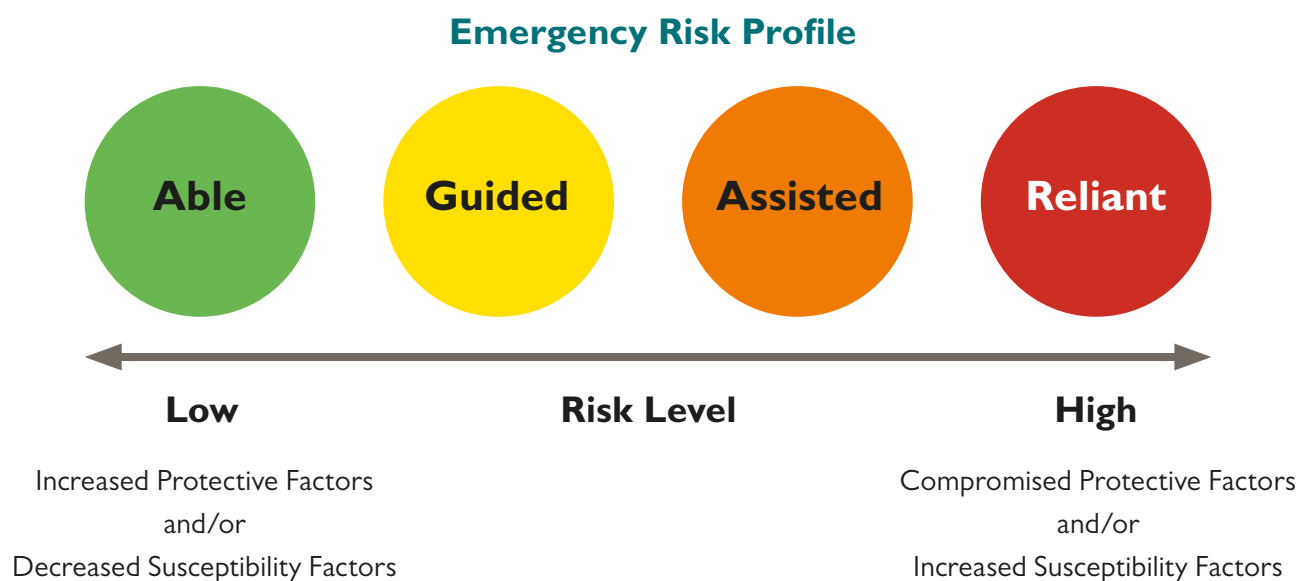 Emergency Risk Profile
Able
Guided
Assisted
Reliant
Low
Risk Level
High
Increased Protective Factors
and/or
Decreased Susceptibility Factors
Compromised Protective Factors
and/or
Increased Susceptibility Factors